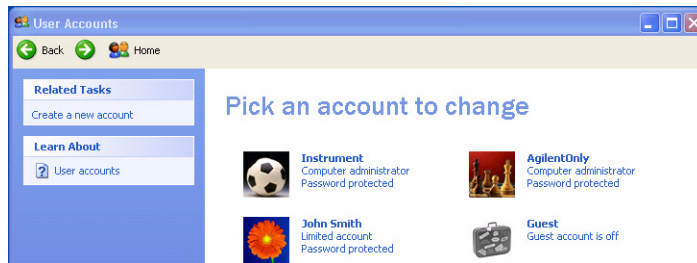 User Accounts
Back Home
Related Tasks
Create a new account
Learn About
User accounts
Pick an account to change
Instrument
Computer administrator
Password protected
AgilentOnly
Computer administrator
Password protected
John Smith
Limited account
Password protected
Guest
Guest account is off